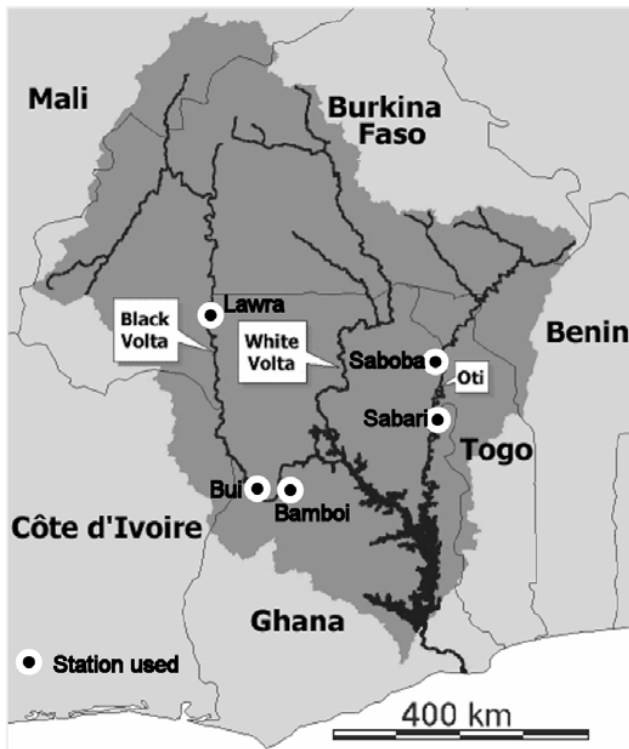 Mali
Burkina
Faso
Lawra
Black
Volta
White
Volta
Benin
Saboba
Oti
Sabari
Togo
Bui
Bamboi
Côte d'Ivoire
Ghana
Station used
400 km